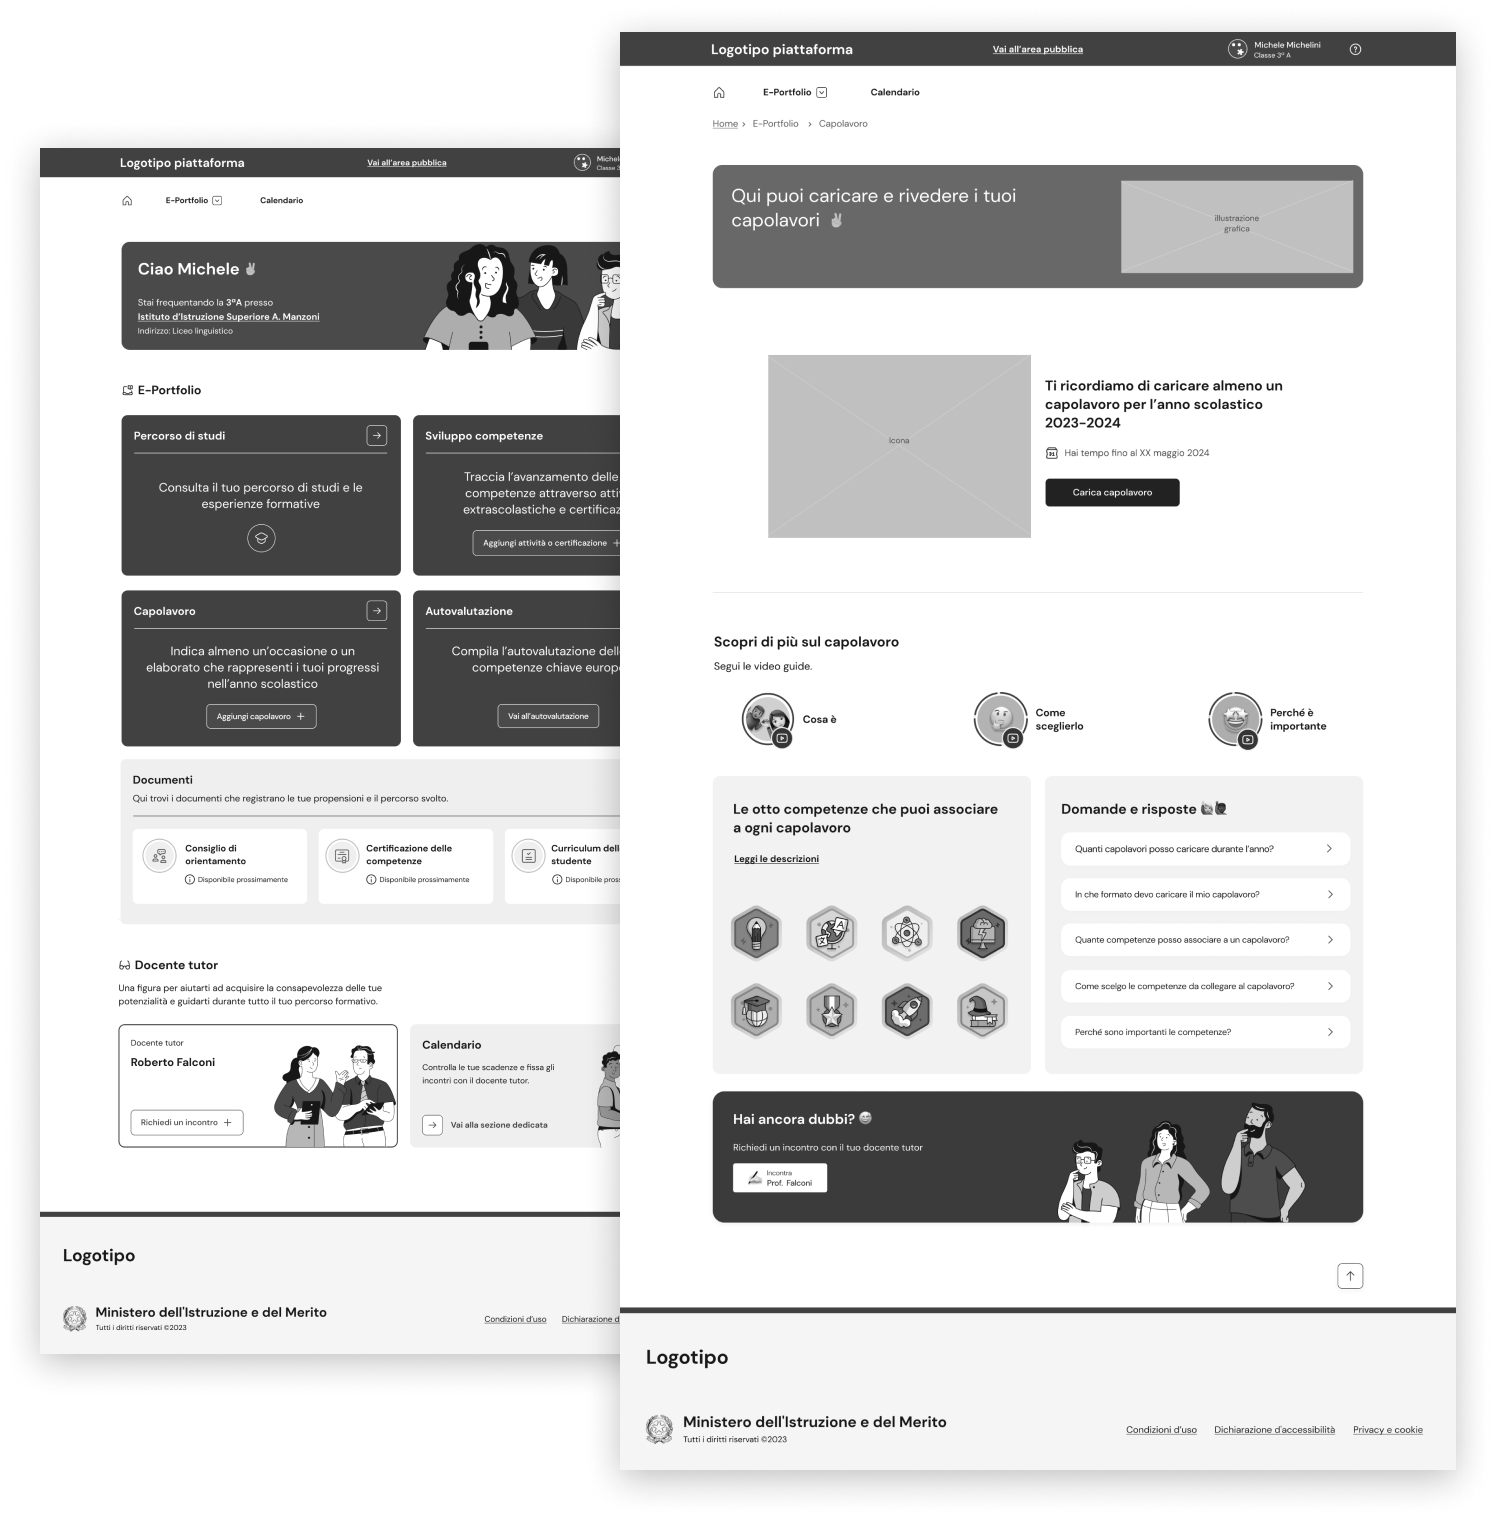 Logotipo piattaforma
Vai all'area pubblica
Michele
Classe 3
E-Portfolio
Calendario
Ciao Michele
Stai frequentando la 3ªA presso
Istituto d'Istruzione Superiore A. Manzoni
Indirizzo: Liceo linguistico
E-Portfolio
Percorso di studi
Consulta il tuo percorso di studi e le
esperienze formative
Sviluppo competenze
Traccia l'avanzamento delle
competenze attraverso atti
extrascolastiche e certificaz
Aggiungi attività o certificazione
Capolavoro
Indica almeno un'occasione o un
elaborato che rappresenti i tuoi progressi
nell'anno scolastico
Aggiungi capolavoro
Autovalutazione
Compila l'autovalutazione dell
competenze chiave europ
Vai all'autovalutazione
Documenti
Qui trovi i documenti che registrano le tue propensioni e il percorso svolto.
Consiglio di
orientamento
Disponibile prossimamente
Certificazione delle
competenze
Disponibile prossimamente
Curriculum dell
studente
Disponibile pros
Docente tutor
Una figura per aiutarti ad acquisire la consapevolezza delle tue
potenzialità e guidarti durante tutto il tuo percorso formativo.
Docente tutor
Roberto Falconi
Richiedi un incontro
Calendario
Controlla le tue scadenze e fissa gli
incontri con il docente tutor.
Vai alla sezione dedicata
Logotipo
Ministero dell'Istruzione e del Merito
Tutti i diritti riservati ©2023
Condizioni d'uso
Dichiarazione d
Logotipo piattaforma
Vai all'area pubblica
Michele Michelini
Classe 3ª A
E-Portfolio
Calendario
Home > E-Portfolio > Capolavoro
Qui puoi caricare e rivedere i tuoi
capolavori
illustrazione
grafica
Icona
Ti ricordiamo di caricare almeno un
capolavoro per l'anno scolastico
2023-2024
31
Hai tempo fino al XX maggio 2024
Carica capolavoro
Scopri di più sul capolavoro
Segui le video guide.
Cosa è
Come
sceglierlo
Perché è
importante
Le otto competenze che puoi associare
a ogni capolavoro
Leggi le descrizioni
A
Domande e risposte
Quanti capolavori posso caricare durante l'anno?
In che formato devo caricare il mio capolavoro?
Quante competenze posso associare a un capolavoro?
Come scelgo le competenze da collegare al capolavoro?
Perché sono importanti le competenze?
Hai ancora dubbi?
Richiedi un incontro con il tuo docente tutor
Incontra
Prof. Falconi
Logotipo
Ministero dell'Istruzione e del Merito
Tutti i diritti riservati ©2023
Condizioni d'uso
Dichiarazione d'accessibilità
Privacy e cookie